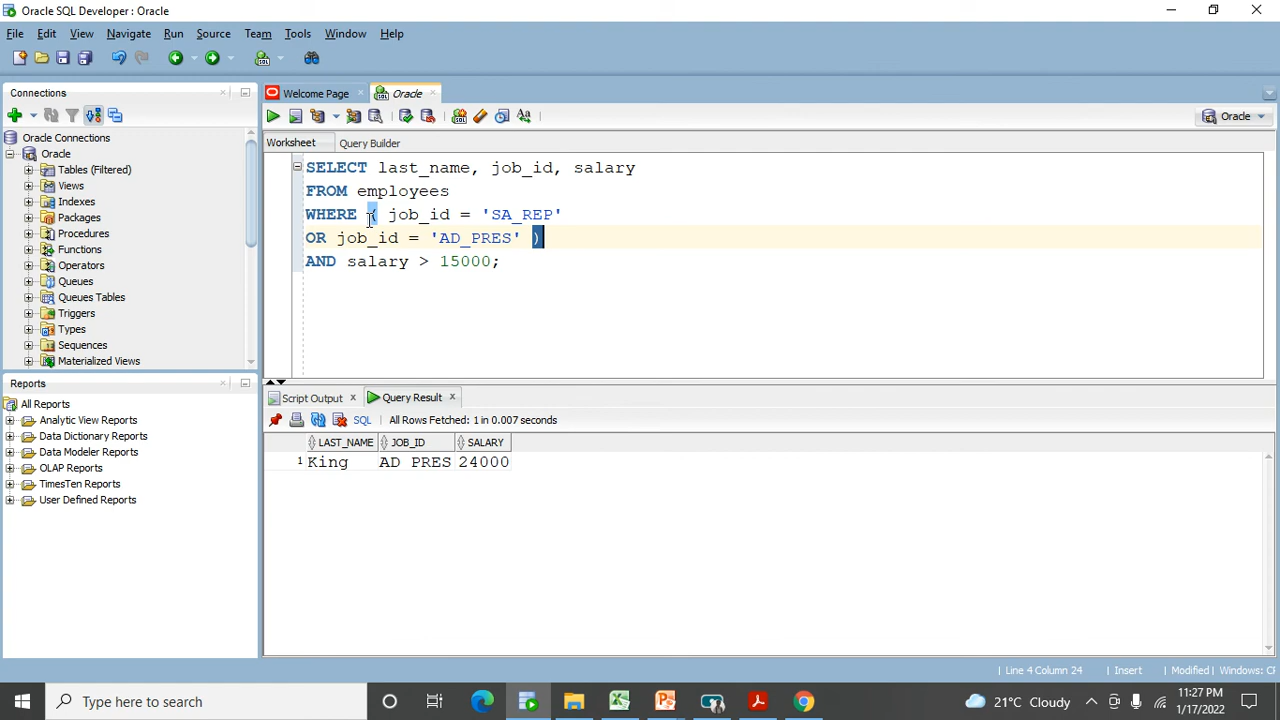 Oracle SQL Developer : Oracle
File Edit View Navigate Run Source Team Tools Window Help
Connections
Welcome Page
Oracle
Oracle
Worksheet
Query Builder
Oracle Connections
Oracle
Tables (Filtered)
Views
Indexes
Packages
Procedures
Functions
Operators
Queues
Queues Tables
Triggers
Types
Sequences
Materialized Views
SELECT last_name, job_id, salary
FROM employees
WHERE ( job_id = 'SA_REP'
OR job_id = 'AD_PRES' )
AND salary > 15000;
Reports
All Reports
Analytic View Reports
Data Dictionary Reports
Data Modeler Reports
OLAP Reports
TimesTen Reports
User Defined Reports
Script Output
Query Result
SQL
All Rows Fetched: 1 in 0.007 seconds
LAST_NAME JOB_ID SALARY
1 King AD_PRES 24000
Line 4 Column 24
Insert
Modified
Windows: CF
Type here to search
21°C Cloudy
11:27 PM
1/17/2022